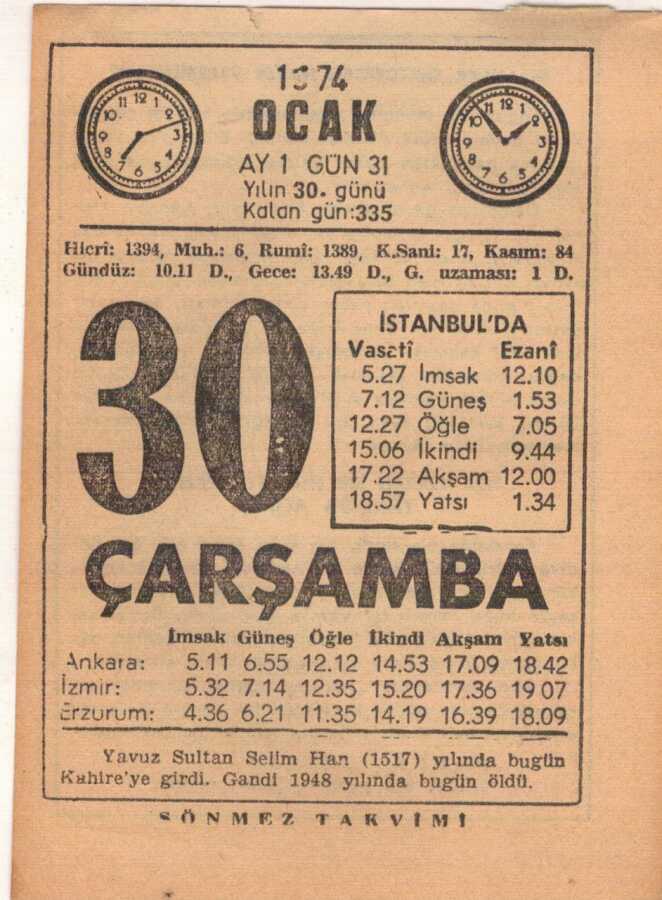 1974
OCAK
AY 1 GÜN 31
Yılın 30. günü
Kalan gün:335
Hicrî: 1394, Muh.: 6, Rumî: 1389, K.Sani: 17, Kasım: 84
Gündüz: 10.11 D., Gece: 13.49 D., G. uzaması: 1 D.
30
İSTANBUL'DA
Vasatî Ezanî
5.27 İmsak 12.10
7.12 Güneş 1.53
12.27 Öğle 7.05
15.06 İkindi 9.44
17.22 Akşam 12.00
18.57 Yatsı 1.34
ÇARŞAMBA
İmsak Güneş Öğle İkindi Akşam Yatsı
Ankara: 5.11 6.55 12.12 14.53 17.09 18.42
İzmir: 5.32 7.14 12.35 15.20 17.36 19 07
Erzurum: 4.36 6.21 11.35 14.19 16.39 18.09
Yavuz Sultan Selim Han (1517) yılında bugün
Kahire'ye girdi. Gandi 1948 yılında bugün öldü.
SÖNMEZ TAKVİMİ